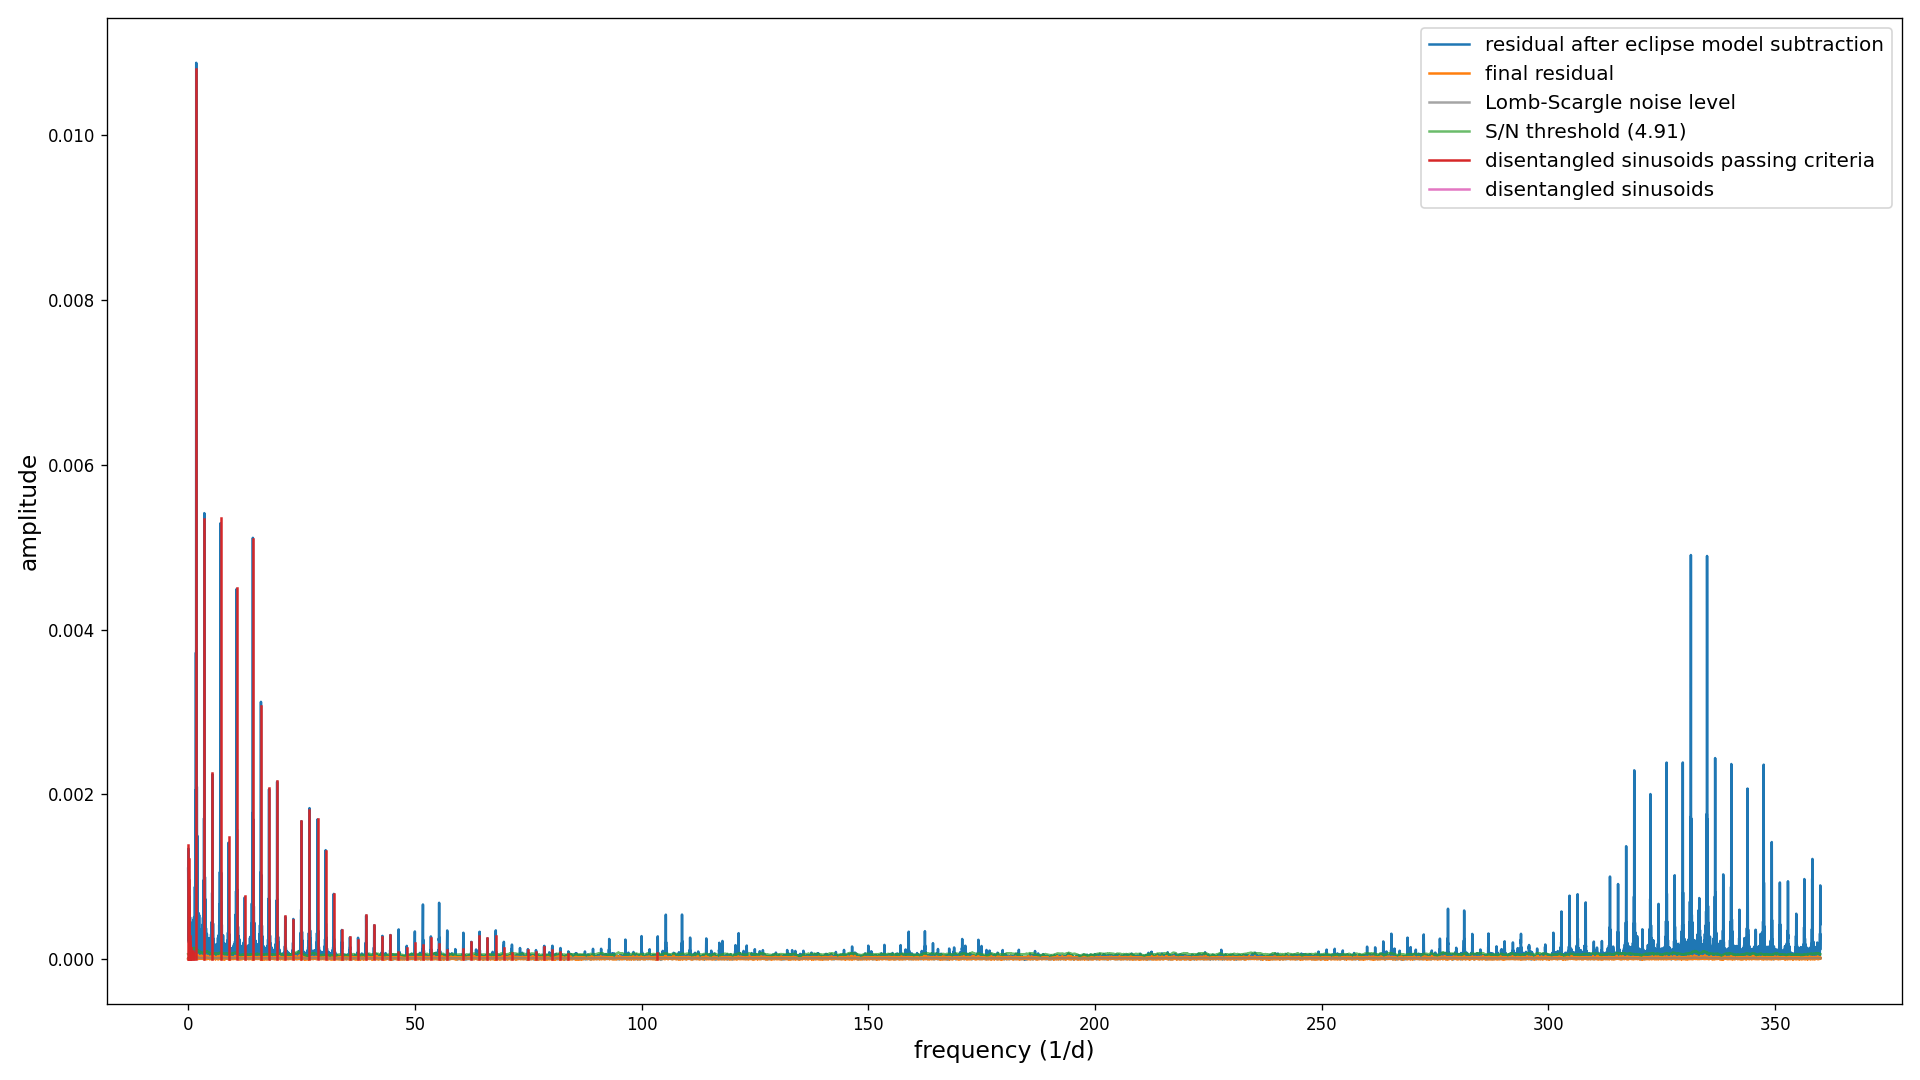 residual after eclipse model subtraction
final residual
Lomb-Scargle noise level
S/N threshold (4.91)
disentangled sinusoids passing criteria
disentangled sinusoids
amplitude
0.010
0.008
0.006
0.004
0.002
0.000
0 50 100 150 200 250 300 350
frequency (1/d)